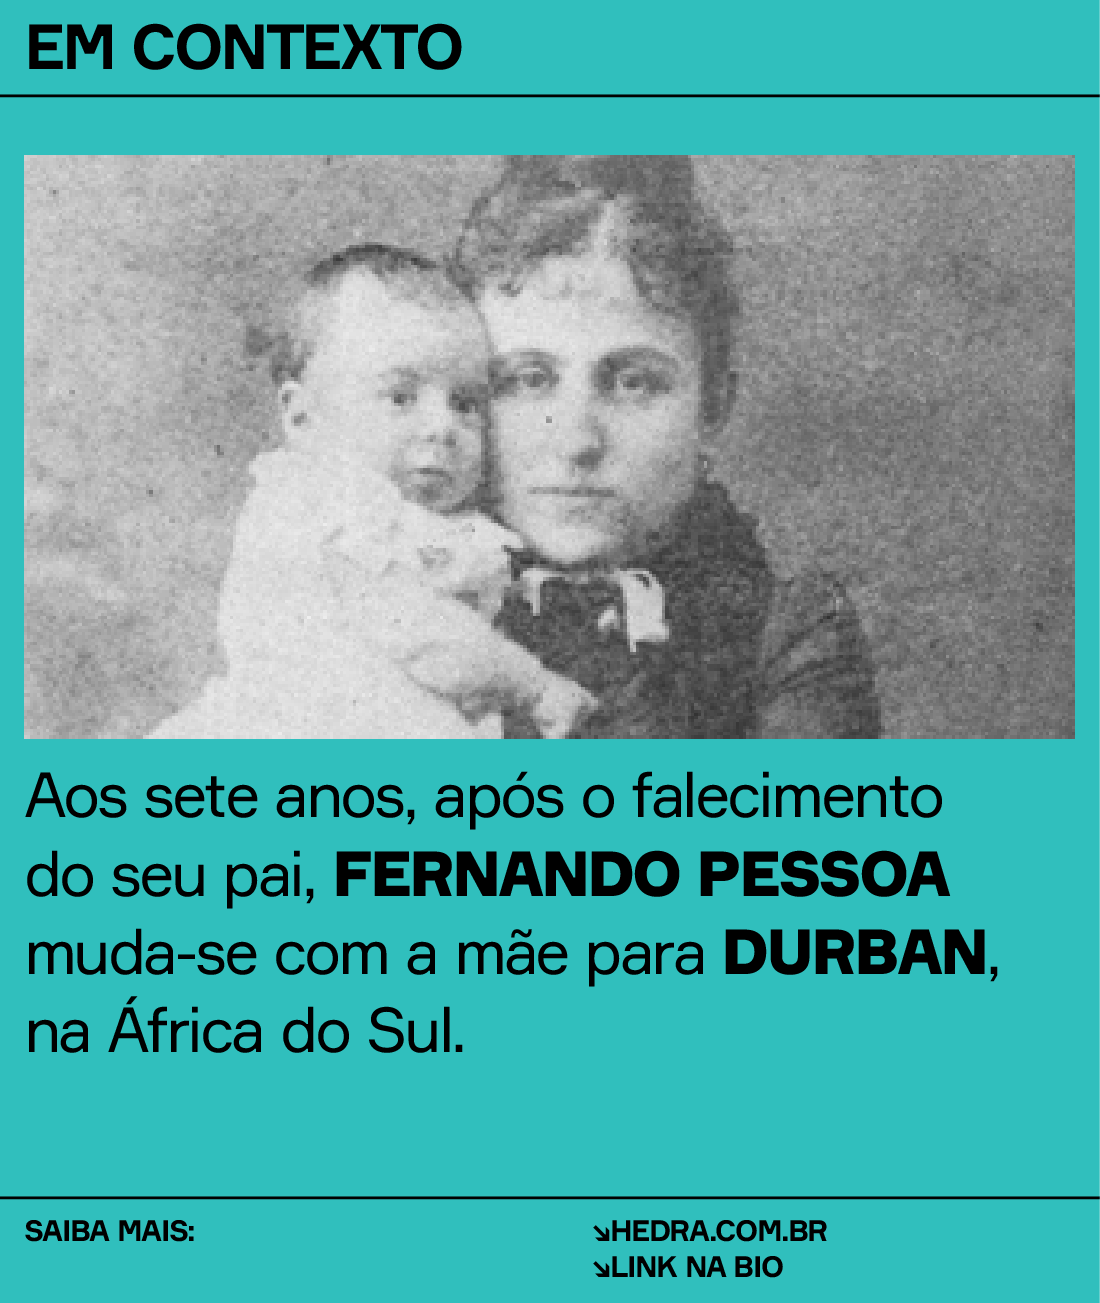 EM CONTEXTO
Aos sete anos, após o falecimento
do seu pai, FERNANDO PESSOA
muda-se com a mãe para DURBAN,
na África do Sul.
SAIBA MAIS:
↘HEDRA.COM.BR
↘LINK NA BIO